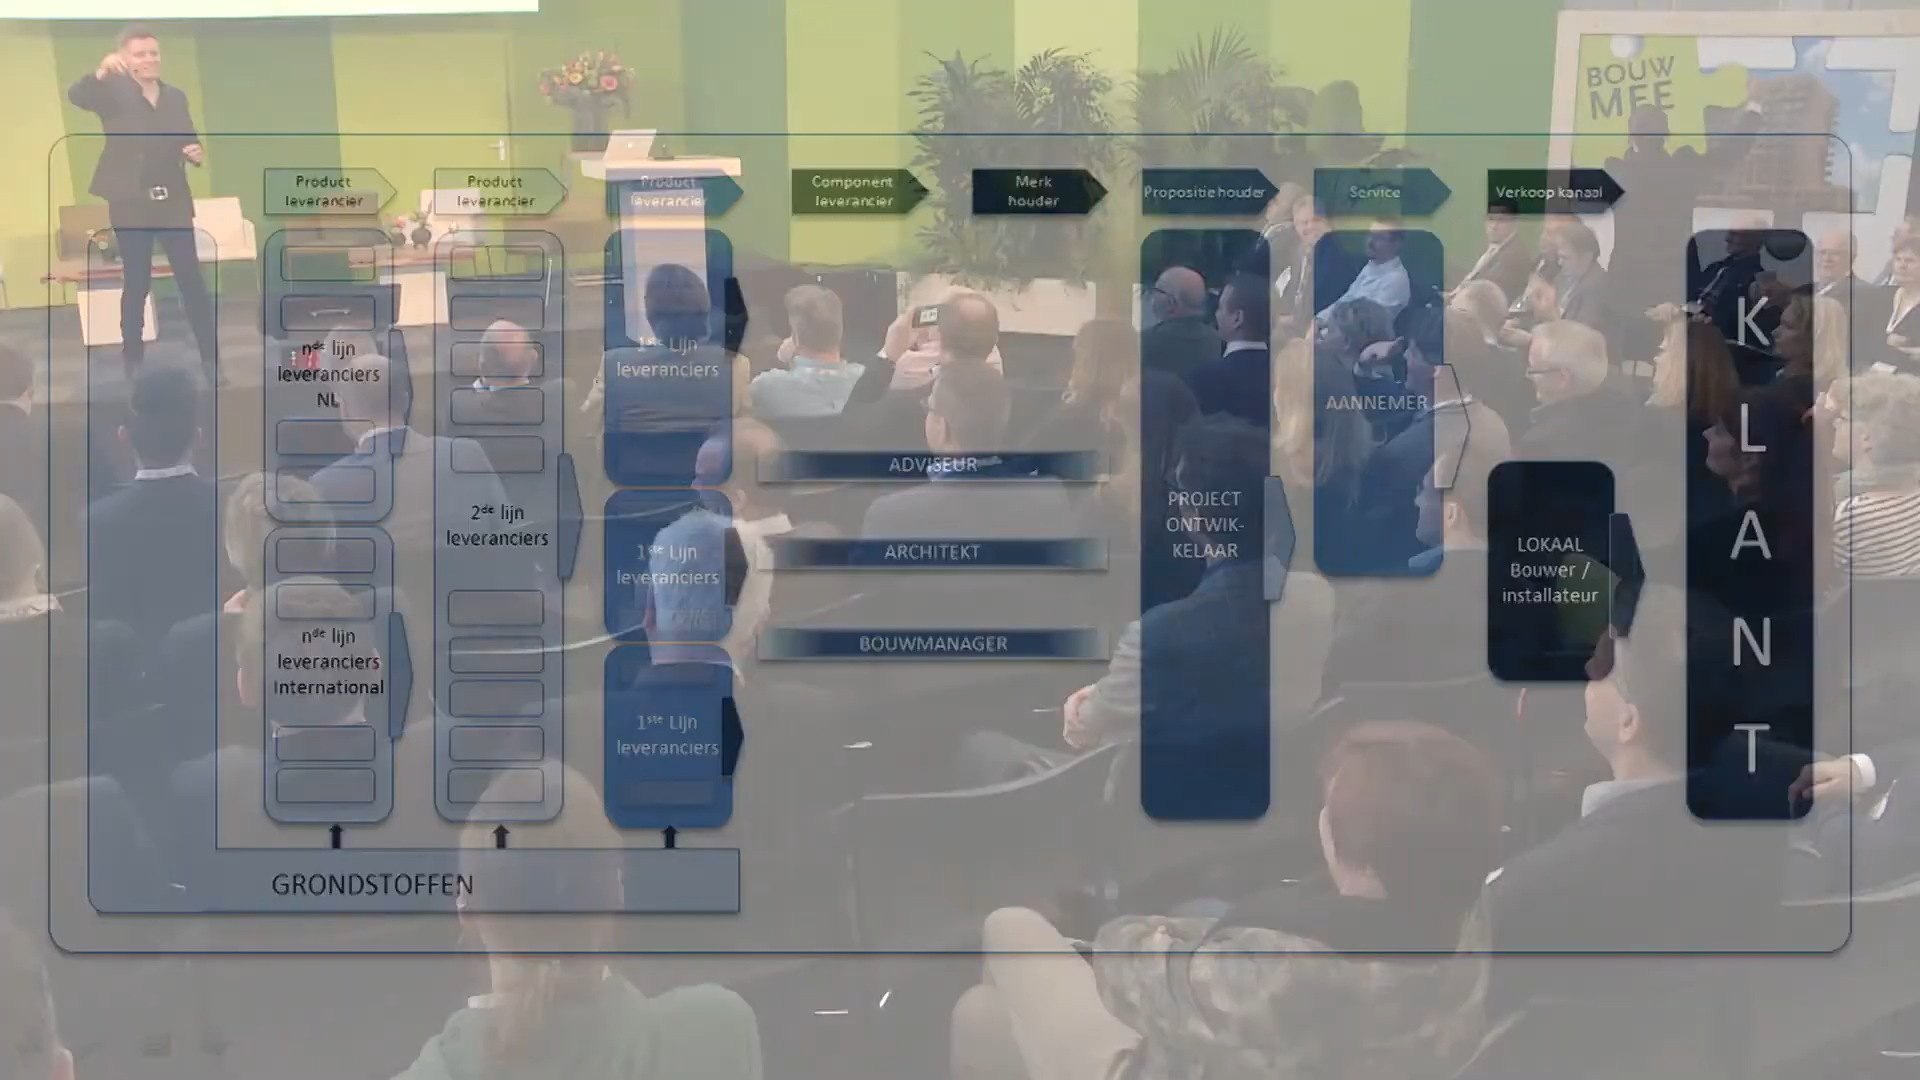 BOUW
MEE
Product
leverancier
Product
leverancier
Product
leverancier
Component
leverancier
Merk
houder
Propositie houder
Service
Verkoop kanaal
nde lijn
leveranciers
NL
nde lijn
leveranciers
International
2de lijn
leveranciers
1ste Lijn
leveranciers
1ste Lijn
leveranciers
1ste Lijn
leveranciers
ADVISEUR
ARCHITEKT
BOUWMANAGER
PROJECT
ONTWIK-
KELAAR
AANNEMER
LOKAAL
Bouwer /
installateur
K
L
A
N
T
GRONDSTOFFEN